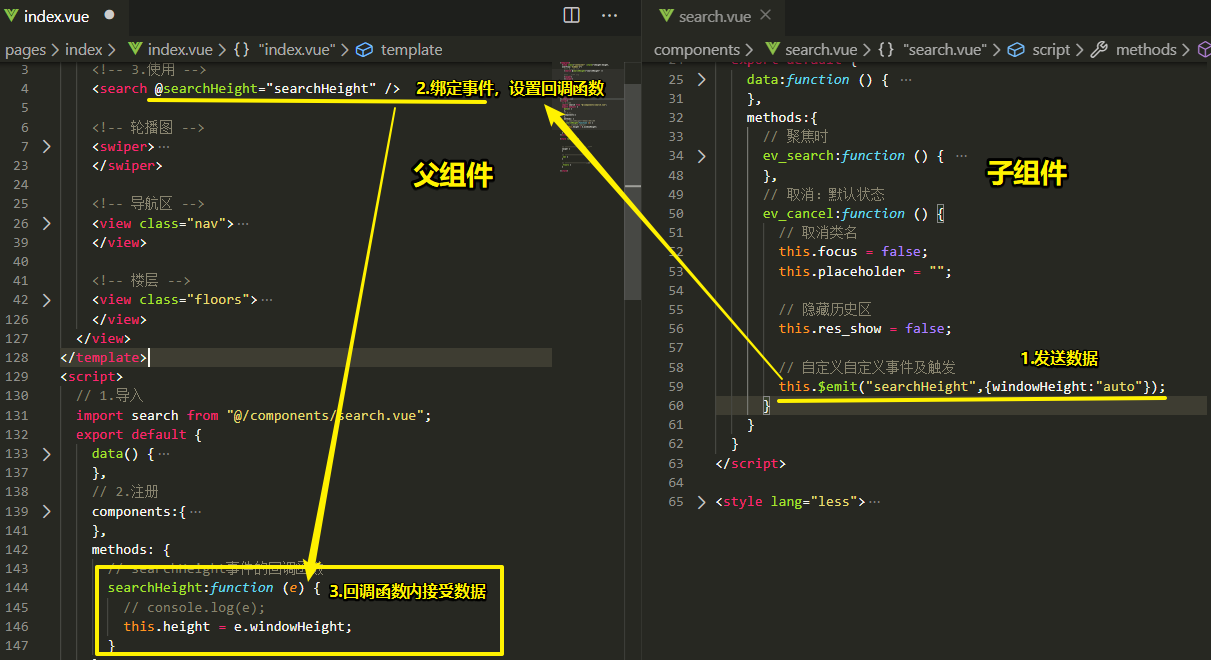 index.vue
pages > index > index.vue > {} "index.vue" > template
3 <!-- 3.使用 -->
4 <search @searchHeight="searchHeight" />
2.绑定事件，设置回调函数
5
6 <!-- 轮播图 -->
7 <swiper>…
23 </swiper>
父组件
24
25 <!-- 导航区 -->
26 <view class="nav">…
39 </view>
40
41 <!-- 楼层 -->
42 <view class="floors">…
126 </view>
127 </view>
128 </template>
129 <script>
130 // 1.导入
131 import search from "@/components/search.vue";
132 export default {
133 data() {…
137 },
138 // 2.注册
139 components:{…
141 },
142 methods: {
143 // searchHeight事件的回调函数
144 searchHeight:function (e) {
3.回调函数内接受数据
145 // console.log(e);
146 this.height = e.windowHeight;
147 }
search.vue
components > search.vue > {} "search.vue" > script > methods >
24 export default {
25 data:function () { …
31 },
32 methods:{
33 // 聚焦时
34 ev_search:function () { …
子组件
48 },
49 // 取消：默认状态
50 ev_cancel:function () {
51 // 取消类名
52 this.focus = false;
53 this.placeholder = "";
54
55 // 隐藏历史区
56 this.res_show = false;
57
1.发送数据
58 // 自定义自定义事件及触发
59 this.$emit("searchHeight",{windowHeight:"auto"});
60 }
61 }
62 }
63 </script>
64
65 <style lang="less">…